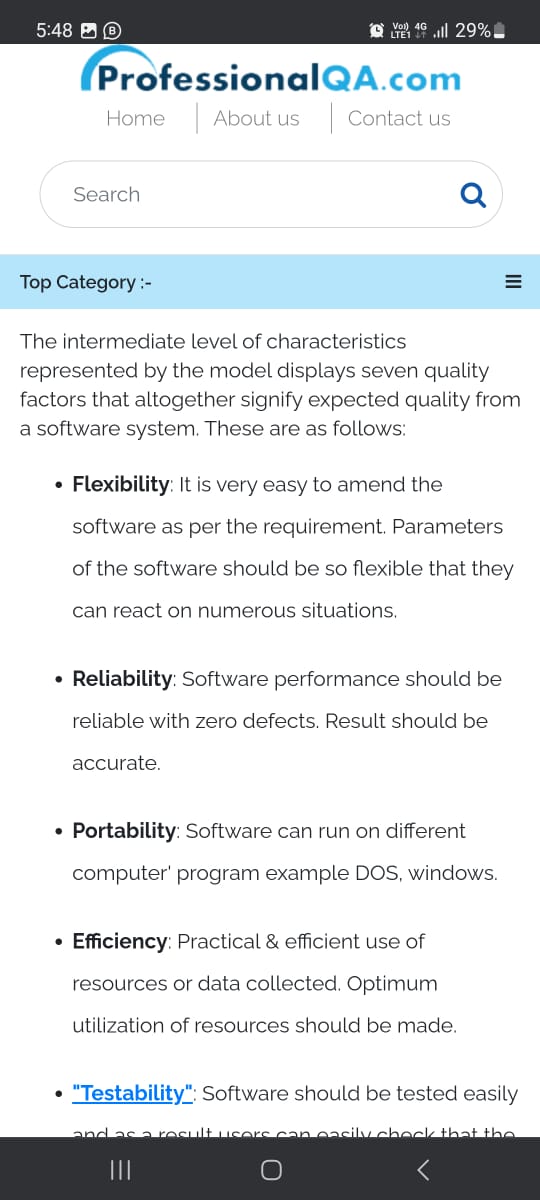 5:48
Vo)) 4G
LTE1
29%
ProfessionalQA.com
Home
About us
Contact us
Search
Top Category :-
The intermediate level of characteristics
represented by the model displays seven quality
factors that altogether signify expected quality from
a software system. These are as follows:
• Flexibility: It is very easy to amend the
software as per the requirement. Parameters
of the software should be so flexible that they
can react on numerous situations.
• Reliability: Software performance should be
reliable with zero defects. Result should be
accurate.
• Portability: Software can run on different
computer' program example DOS, windows.
• Efficiency: Practical & efficient use of
resources or data collected. Optimum
utilization of resources should be made.
• "Testability": Software should be tested easily
and as a result users can easily check that the